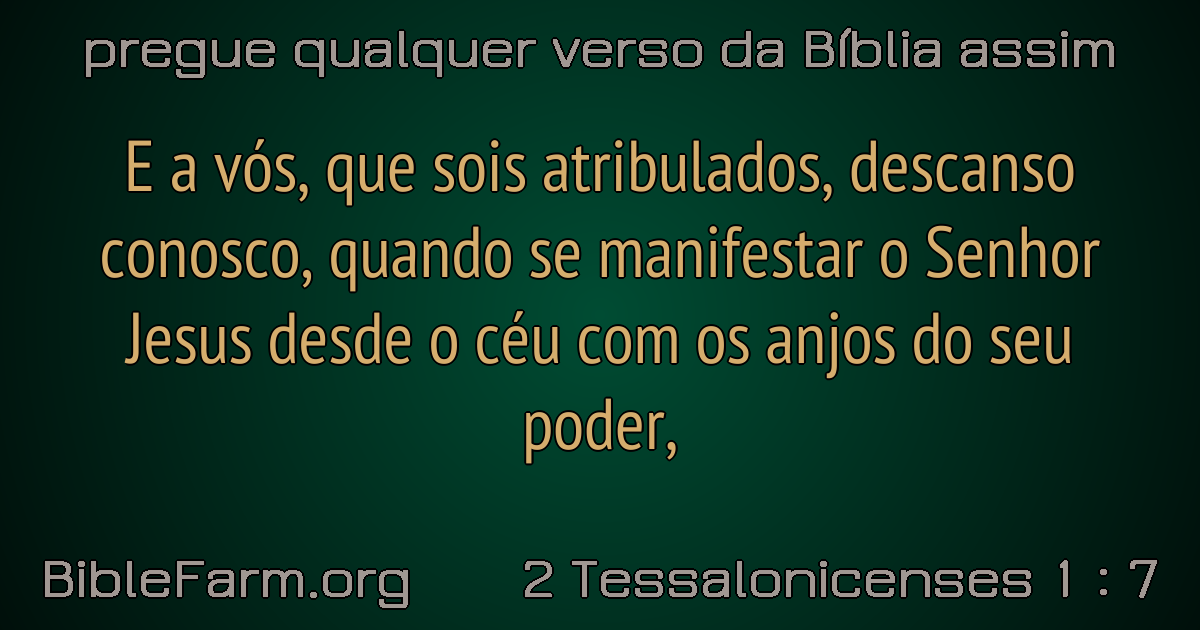 pregue qualquer verso da Bíblia assim
E a vós, que sois atribulados, descanso
conosco, quando se manifestar o Senhor
Jesus desde o céu com os anjos do seu
poder,
BibleFarm.org 2 Tessalonicenses 1 : 7